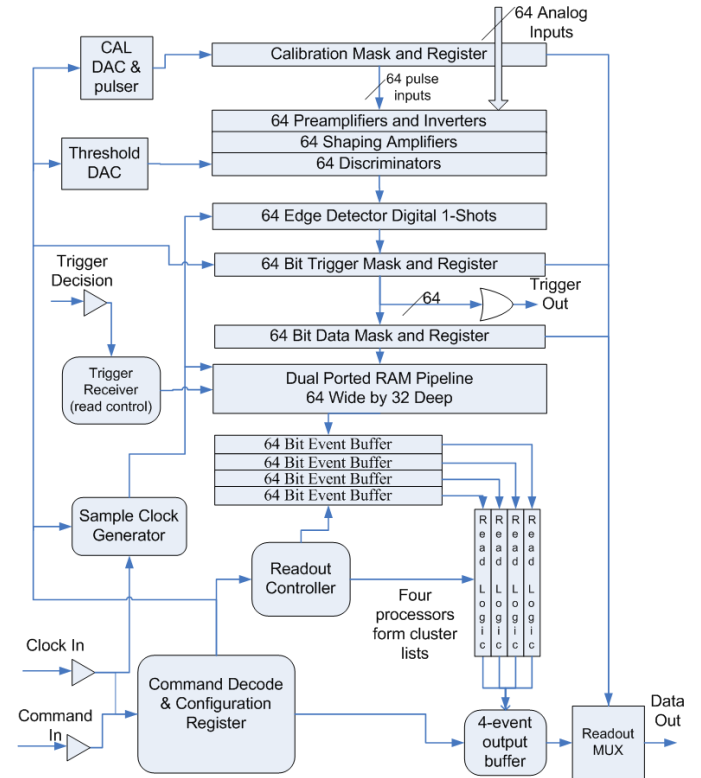 64 Analog
Inputs
CAL
DAC &
pulser
Calibration Mask and Register
64 pulse
inputs
64 Preamplifiers and Inverters
64 Shaping Amplifiers
64 Discriminators
Threshold
DAC
64 Edge Detector Digital 1-Shots
64 Bit Trigger Mask and Register
Trigger
Decision
64
Trigger
Out
64 Bit Data Mask and Register
Trigger
Receiver
(read control)
Dual Ported RAM Pipeline
64 Wide by 32 Deep
64 Bit Event Buffer
64 Bit Event Buffer
64 Bit Event Buffer
64 Bit Event Buffer
Sample Clock
Generator
Read Logic
Read Logic
Read Logic
Read Logic
Readout
Controller
Four
processors
form cluster
lists
Clock In
Command
In
Command Decode
& Configuration
Register
4-event
output
buffer
Readout
MUX
Data
Out